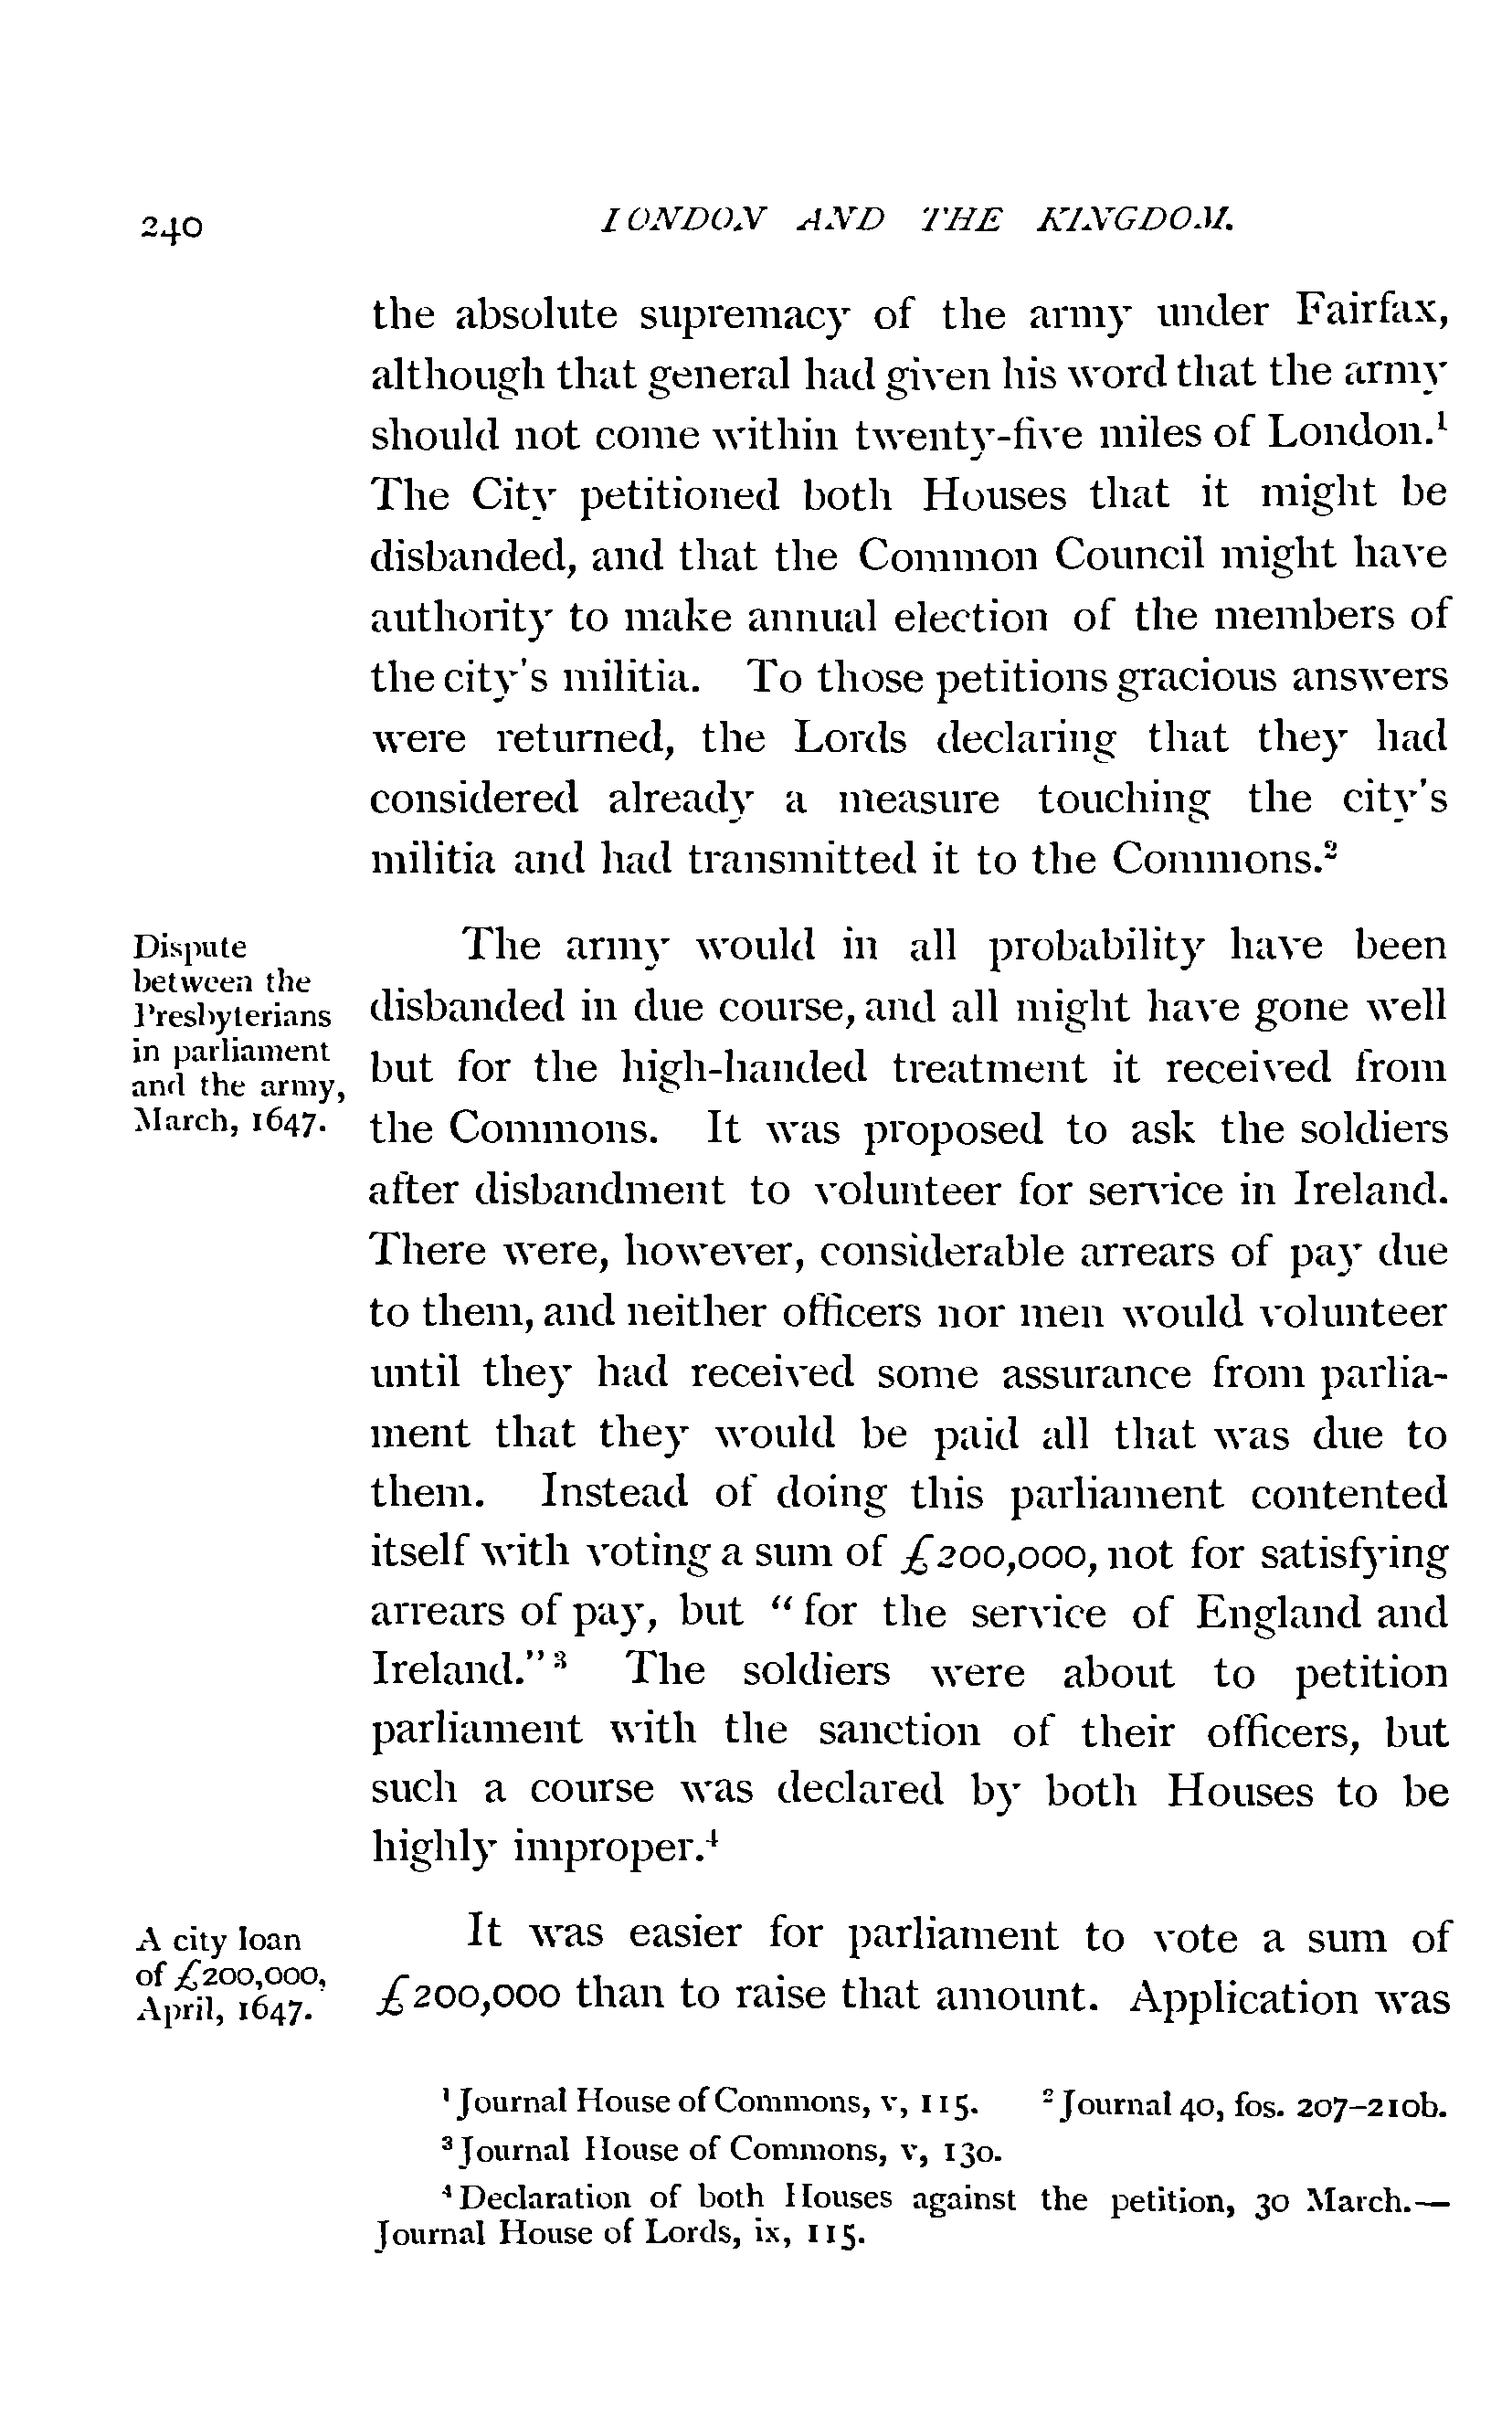 240 LONDON AND THE KINGDOM.
the absolute supremacy of the army under Fairfax,
although that general had given his word that the army
should not come within twenty-five miles of London.¹
The City petitioned both Houses that it might be
disbanded, and that the Common Council might have
authority to make annual election of the members of
the city's militia. To those petitions gracious answers
were returned, the Lords declaring that they had
considered already a measure touching the city's
militia and had transmitted it to the Commons.²
Dispute
between the
Presbyterians
in parliament
and the army,
March, 1647.
The army would in all probability have been
disbanded in due course, and all might have gone well
but for the high-handed treatment it received from
the Commons. It was proposed to ask the soldiers
after disbandment to volunteer for service in Ireland.
There were, however, considerable arrears of pay due
to them, and neither officers nor men would volunteer
until they had received some assurance from parlia-
ment that they would be paid all that was due to
them. Instead of doing this parliament contented
itself with voting a sum of £200,000, not for satisfying
arrears of pay, but "for the service of England and
Ireland."³ The soldiers were about to petition
parliament with the sanction of their officers, but
such a course was declared by both Houses to be
highly improper.⁴
A city loan
of £200,000,
April, 1647.
It was easier for parliament to vote a sum of
£200,000 than to raise that amount. Application was
¹ Journal House of Commons, v, 115. ² Journal 40, fos. 207-210b.
³ Journal House of Commons, v, 130.
⁴ Declaration of both Houses against the petition, 30 March.—
Journal House of Lords, ix, 115.